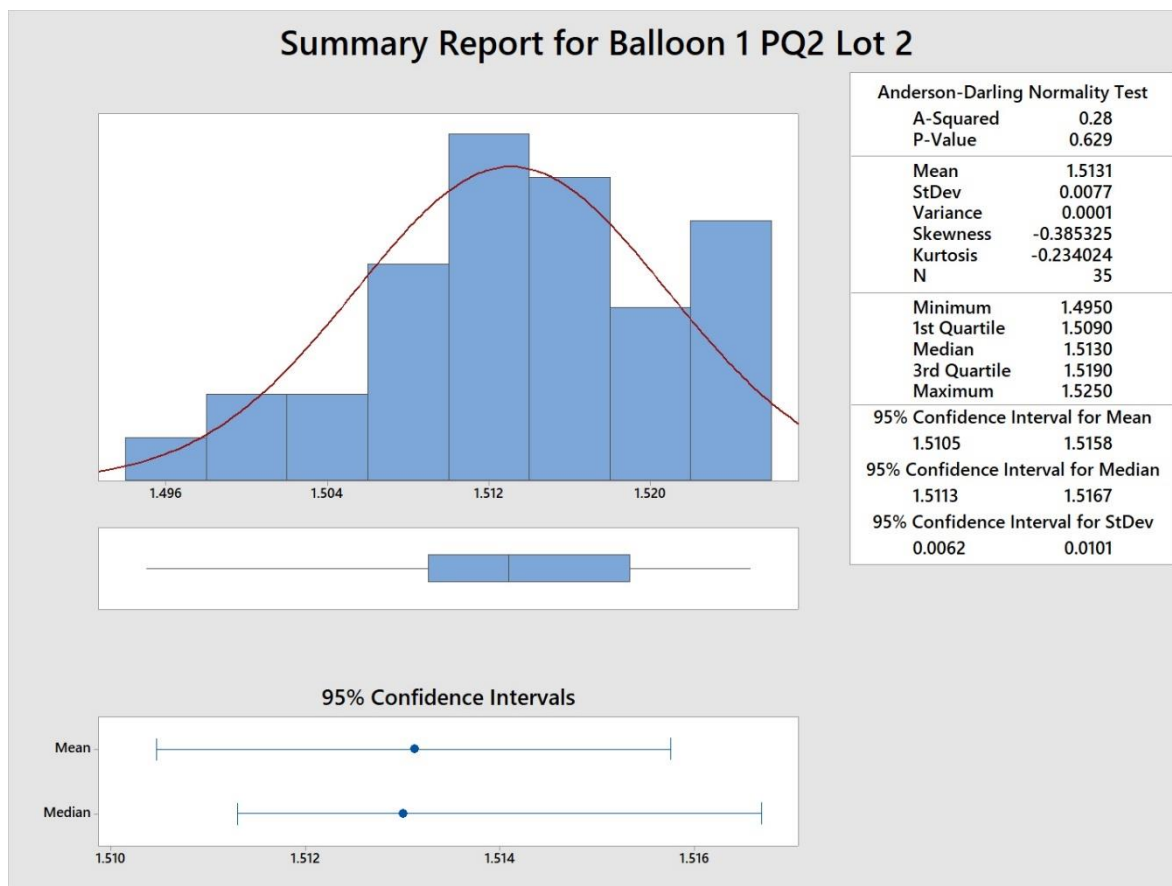 Summary Report for Balloon 1 PQ2 Lot 2
Anderson-Darling Normality Test
A-Squared 0.28
P-Value 0.629
Mean 1.5131
StDev 0.0077
Variance 0.0001
Skewness -0.385325
Kurtosis -0.234024
N 35
Minimum 1.4950
1st Quartile 1.5090
Median 1.5130
3rd Quartile 1.5190
Maximum 1.5250
95% Confidence Interval for Mean
1.5105 1.5158
95% Confidence Interval for Median
1.5113 1.5167
95% Confidence Interval for StDev
0.0062 0.0101
1.496 1.504 1.512 1.520
95% Confidence Intervals
Mean
Median
1.510 1.512 1.514 1.516